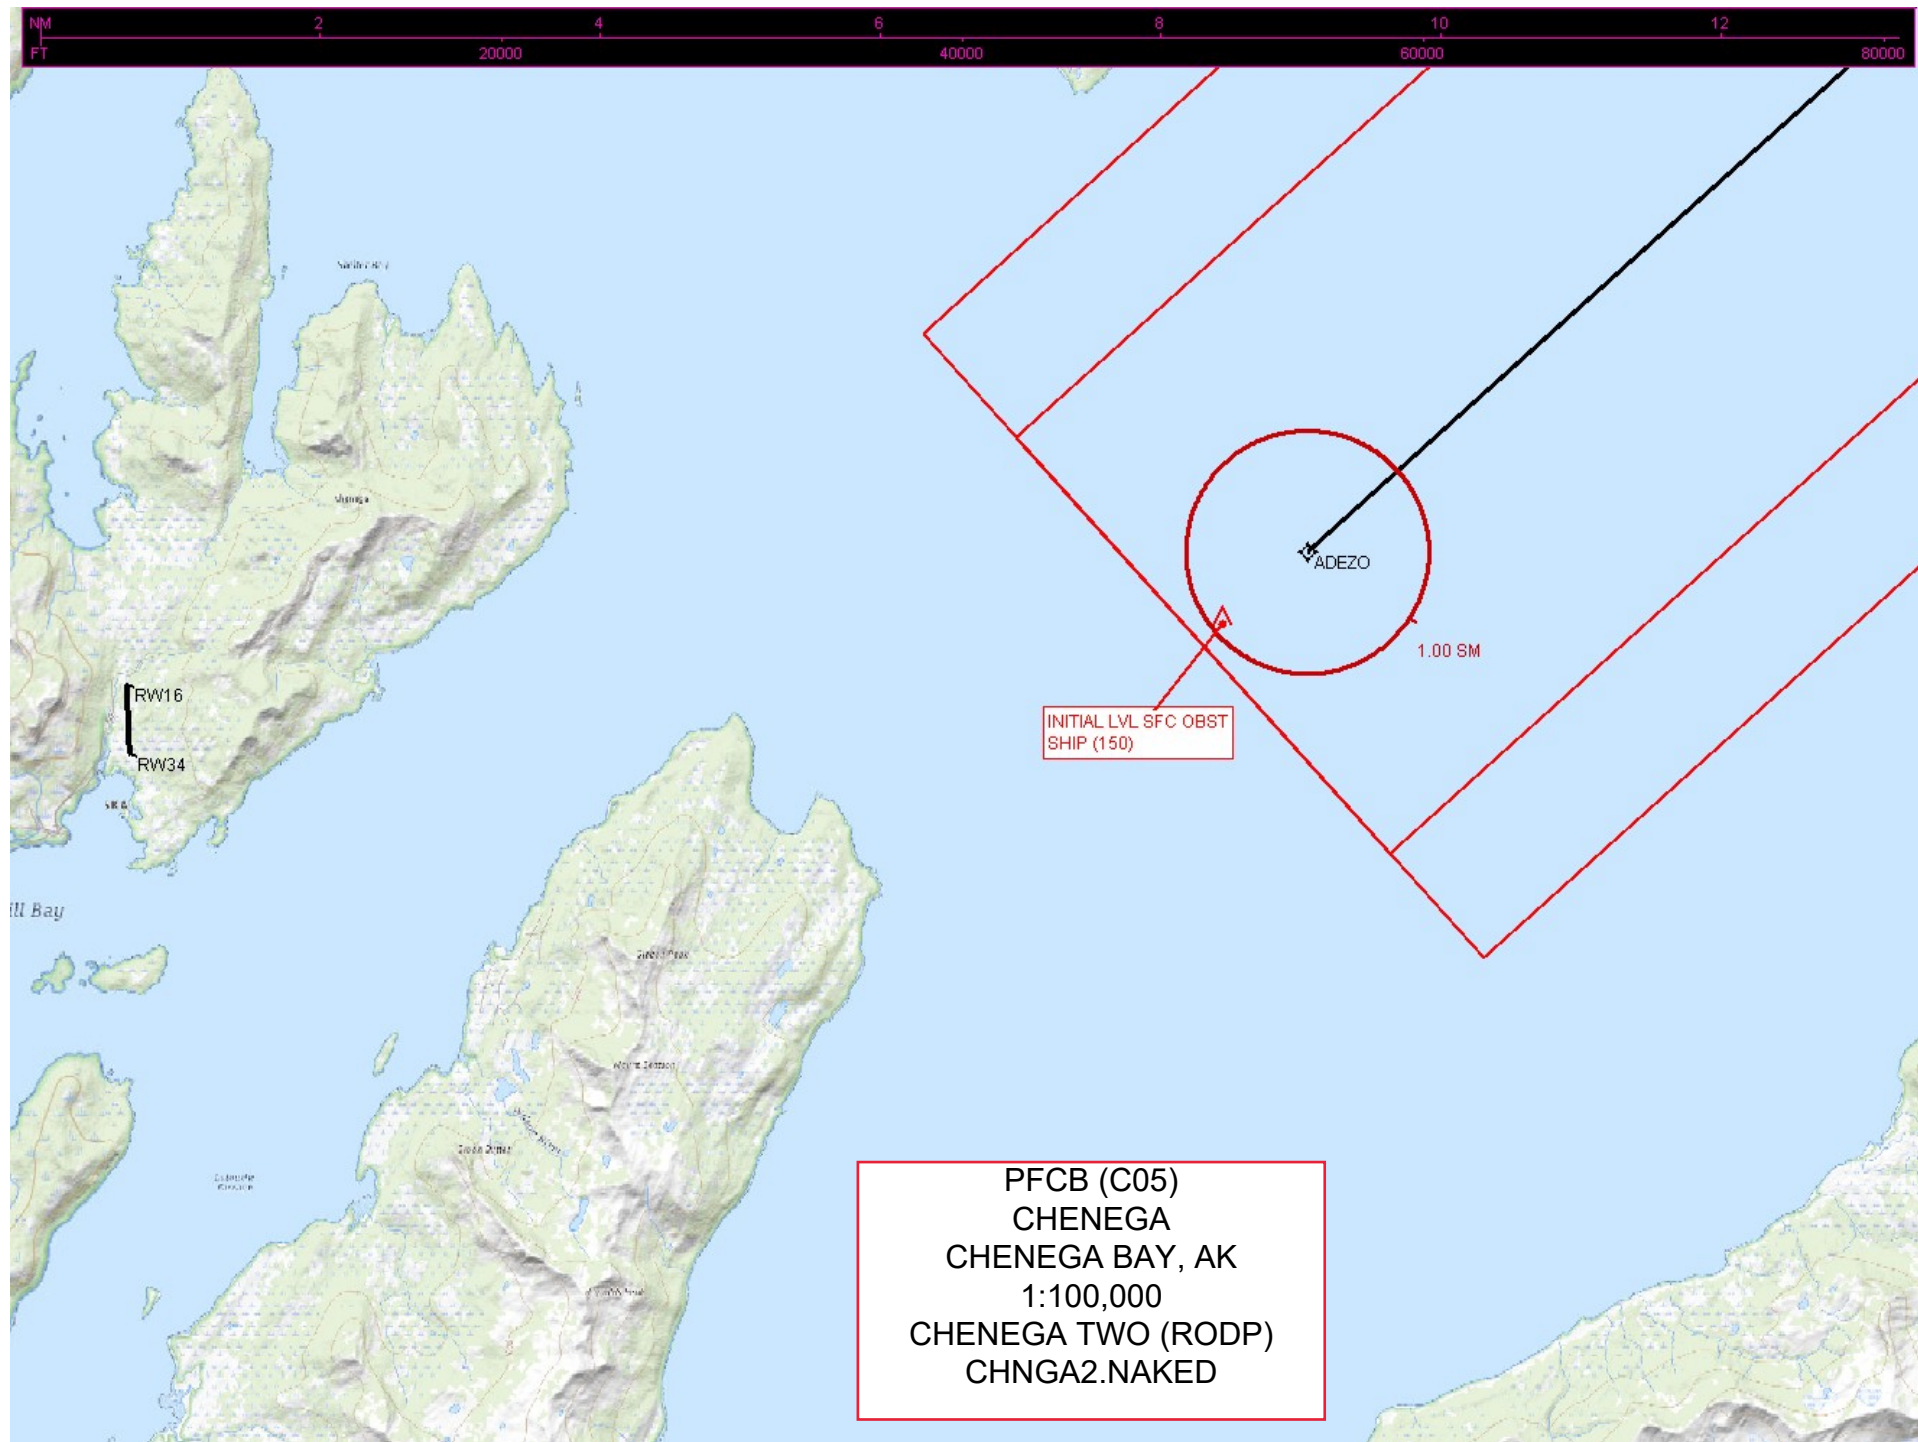 NM 2 4 6 8 10 12
FT 20000 40000 60000 80000
ADEZO
1.00 SM
RW16
RW34
INITIAL LVL SFC OBST
SHIP (150)
ill Bay
PFCB (C05)
CHENEGA
CHENEGA BAY, AK
1:100,000
CHENEGA TWO (RODP)
CHNGA2.NAKED